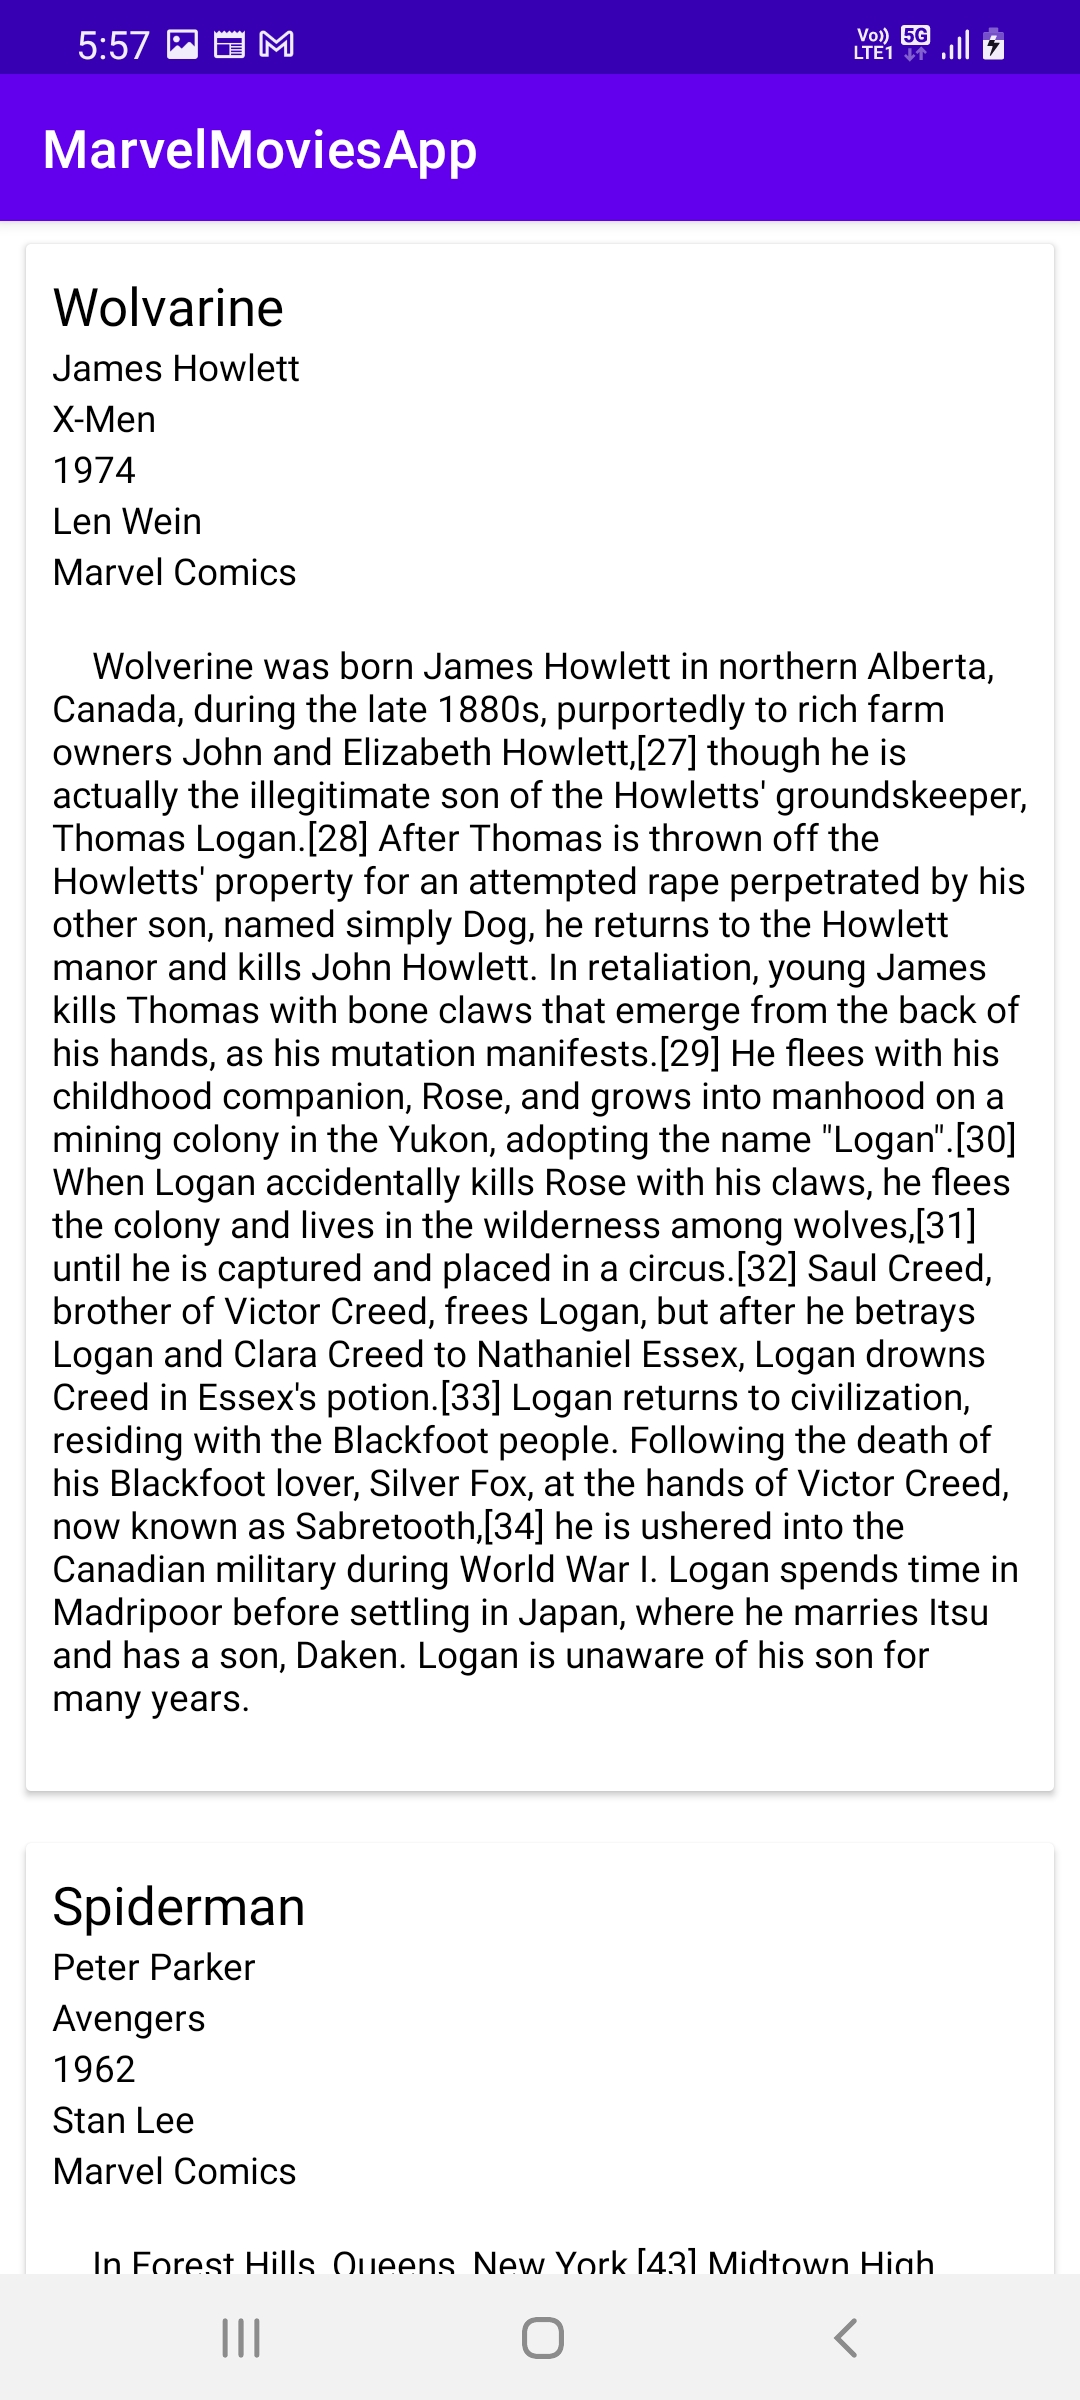 5:57
Vo)) LTE1 5G
MarvelMoviesApp
Wolvarine
James Howlett
X-Men
1974
Len Wein
Marvel Comics
Wolverine was born James Howlett in northern Alberta,
Canada, during the late 1880s, purportedly to rich farm
owners John and Elizabeth Howlett,[27] though he is
actually the illegitimate son of the Howletts' groundskeeper,
Thomas Logan.[28] After Thomas is thrown off the
Howletts' property for an attempted rape perpetrated by his
other son, named simply Dog, he returns to the Howlett
manor and kills John Howlett. In retaliation, young James
kills Thomas with bone claws that emerge from the back of
his hands, as his mutation manifests.[29] He flees with his
childhood companion, Rose, and grows into manhood on a
mining colony in the Yukon, adopting the name "Logan".[30]
When Logan accidentally kills Rose with his claws, he flees
the colony and lives in the wilderness among wolves,[31]
until he is captured and placed in a circus.[32] Saul Creed,
brother of Victor Creed, frees Logan, but after he betrays
Logan and Clara Creed to Nathaniel Essex, Logan drowns
Creed in Essex's potion.[33] Logan returns to civilization,
residing with the Blackfoot people. Following the death of
his Blackfoot lover, Silver Fox, at the hands of Victor Creed,
now known as Sabretooth,[34] he is ushered into the
Canadian military during World War I. Logan spends time in
Madripoor before settling in Japan, where he marries Itsu
and has a son, Daken. Logan is unaware of his son for
many years.
Spiderman
Peter Parker
Avengers
1962
Stan Lee
Marvel Comics
In Forest Hills, Queens, New York,[43] Midtown High